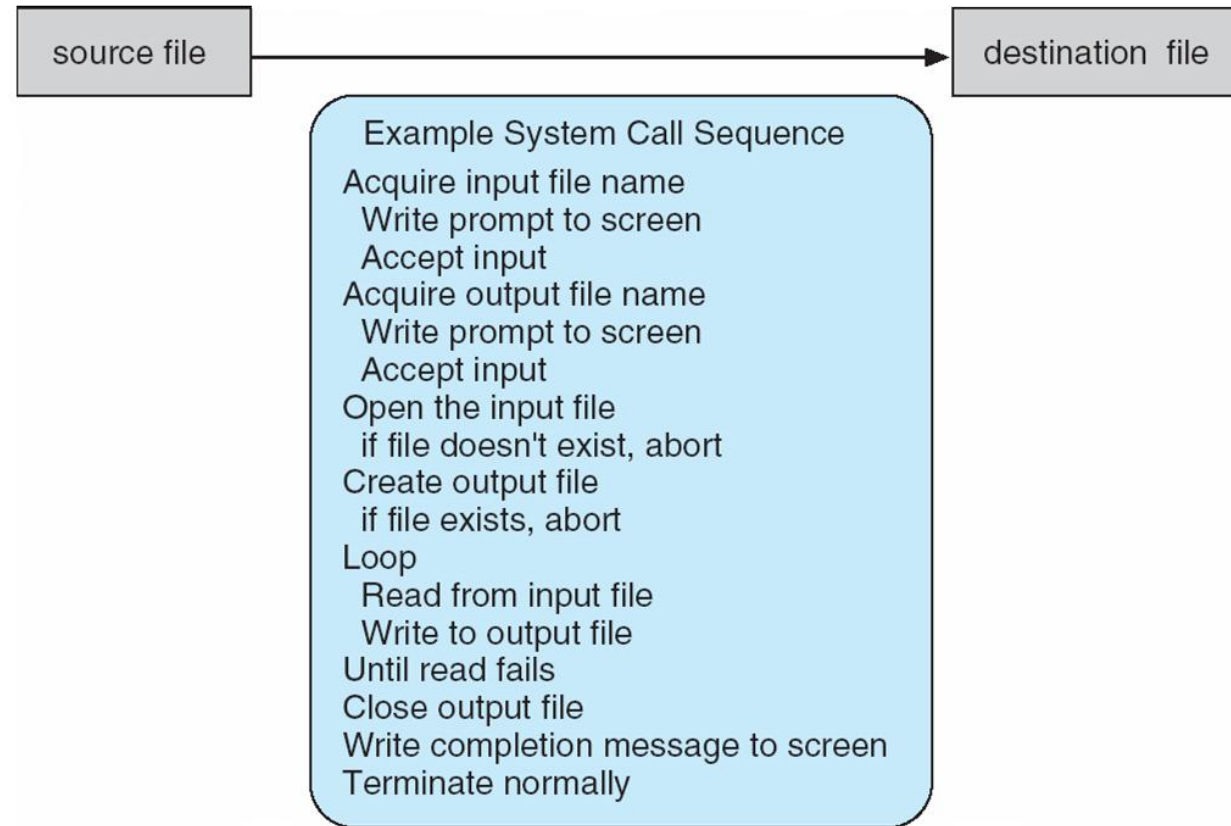 source file
destination file
Example System Call Sequence
Acquire input file name
Write prompt to screen
Accept input
Acquire output file name
Write prompt to screen
Accept input
Open the input file
if file doesn't exist, abort
Create output file
if file exists, abort
Loop
Read from input file
Write to output file
Until read fails
Close output file
Write completion message to screen
Terminate normally